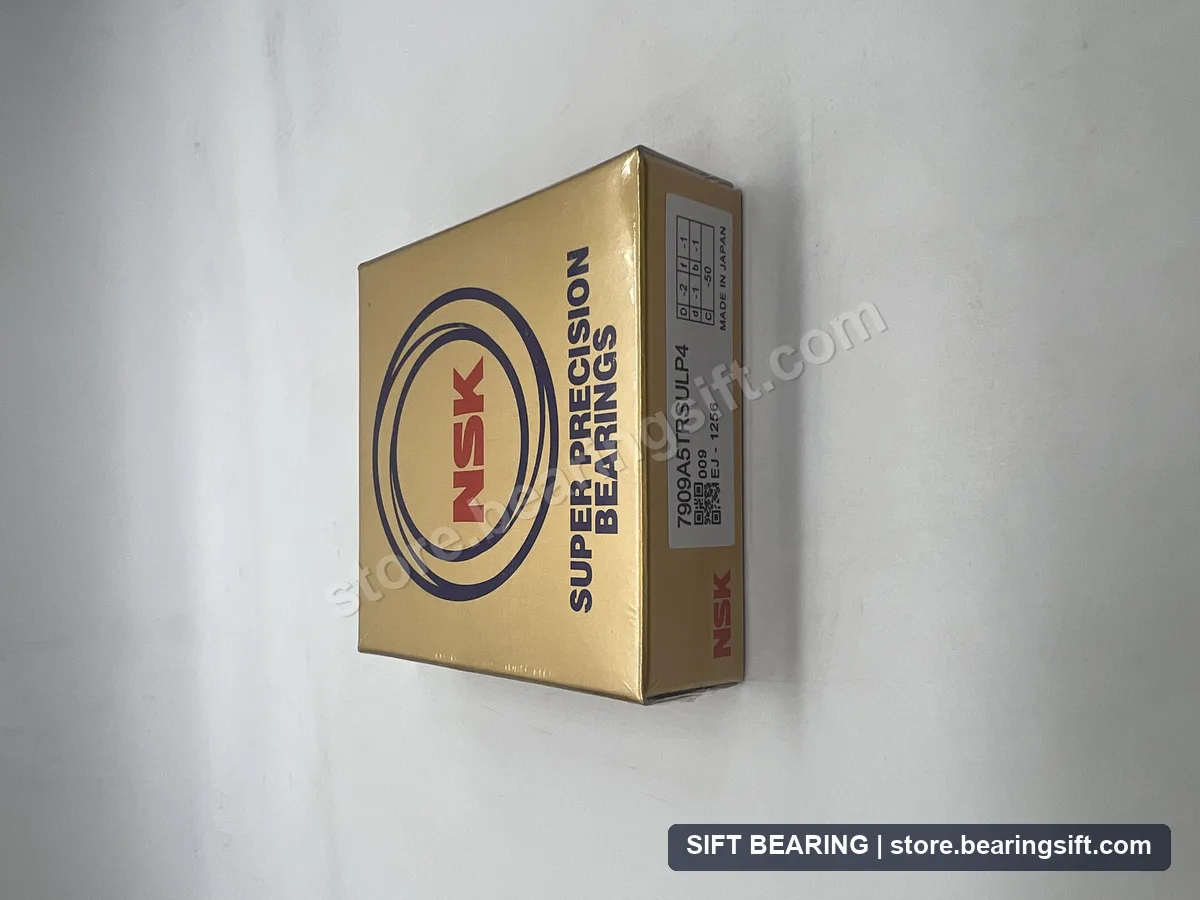 NSK
SUPER PRECISION
BEARINGS
NSK
7909A5TRSULP4
009
EJ - 1256
D -2 f -1
d -1 b -1
C -50
MADE IN JAPAN
store.bearingsift.com
SIFT BEARING | store.bearingsift.com